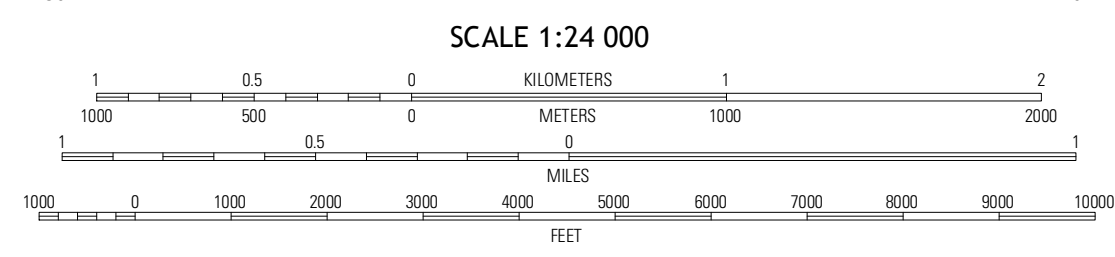 SCALE 1:24 000
1 0.5 0 KILOMETERS 1 2
1000 500 0 METERS 1000 2000
1 0.5 0 1
MILES
1000 0 1000 2000 3000 4000 5000 6000 7000 8000 9000 10000
FEET